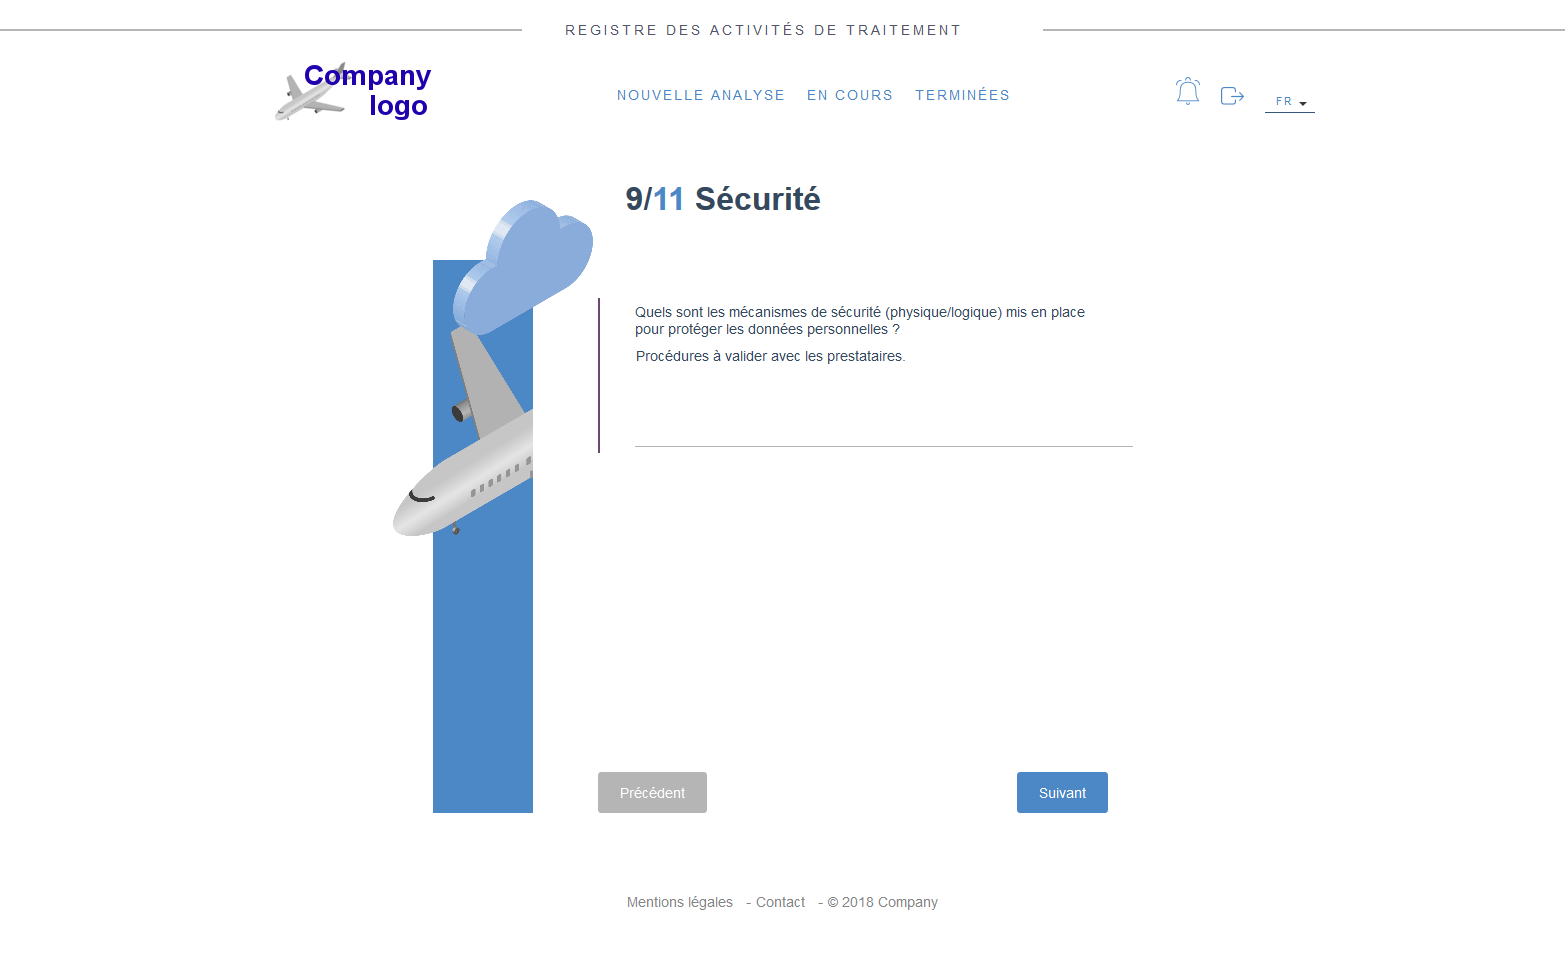 REGISTRE DES ACTIVITÉS DE TRAITEMENT
Company
logo
NOUVELLE ANALYSE EN COURS TERMINÉES
FR
9/11 Sécurité
Quels sont les mécanismes de sécurité (physique/logique) mis en place
pour protéger les données personnelles ?
Procédures à valider avec les prestataires.
Précédent
Suivant
Mentions légales - Contact - © 2018 Company